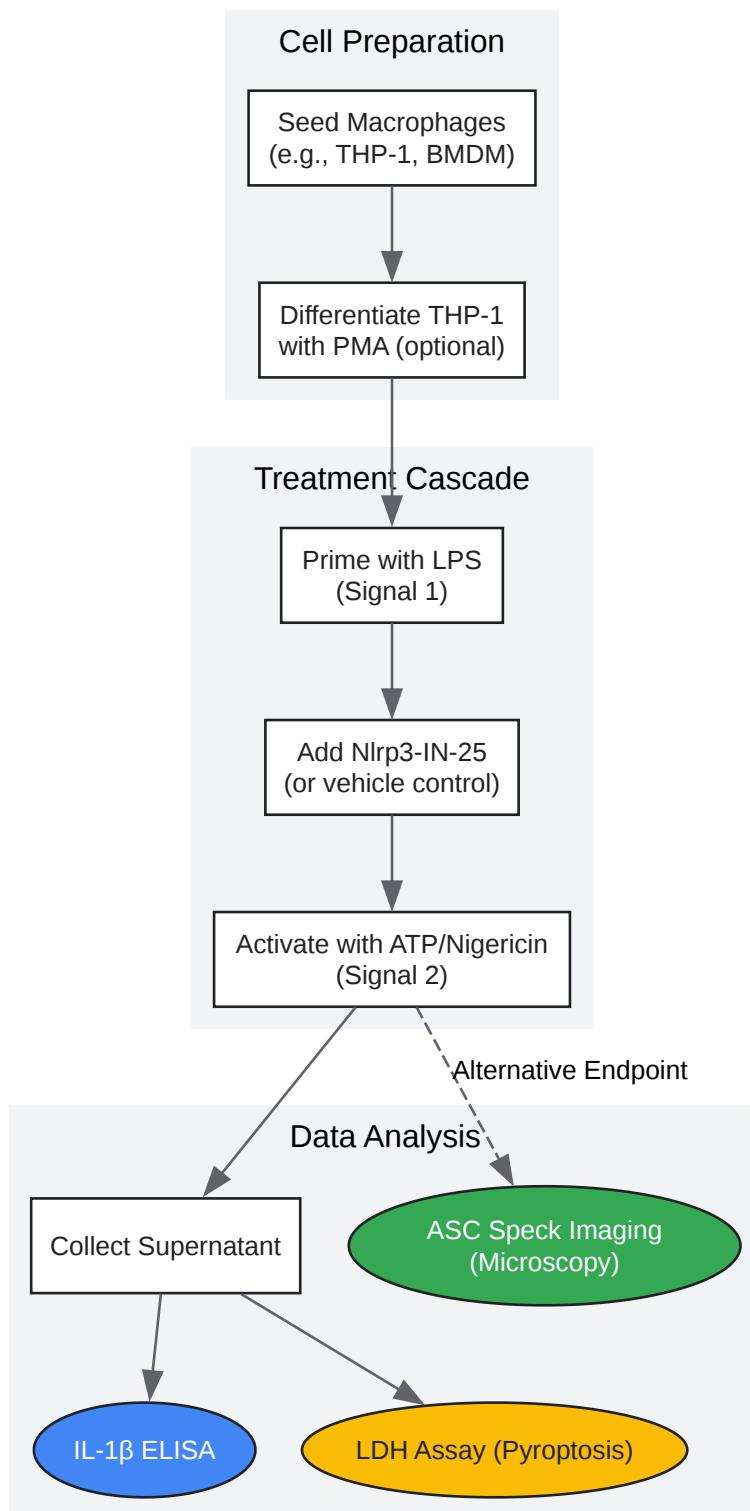 Cell Preparation
Seed Macrophages
(e.g., THP-1, BMDM)
Differentiate THP-1
with PMA (optional)
Treatment Cascade
Prime with LPS
(Signal 1)
Add Nlrp3-IN-25
(or vehicle control)
Activate with ATP/Nigericin
(Signal 2)
Alternative Endpoint
Data Analysis
Collect Supernatant
ASC Speck Imaging
(Microscopy)
IL-1β ELISA
LDH Assay (Pyroptosis)